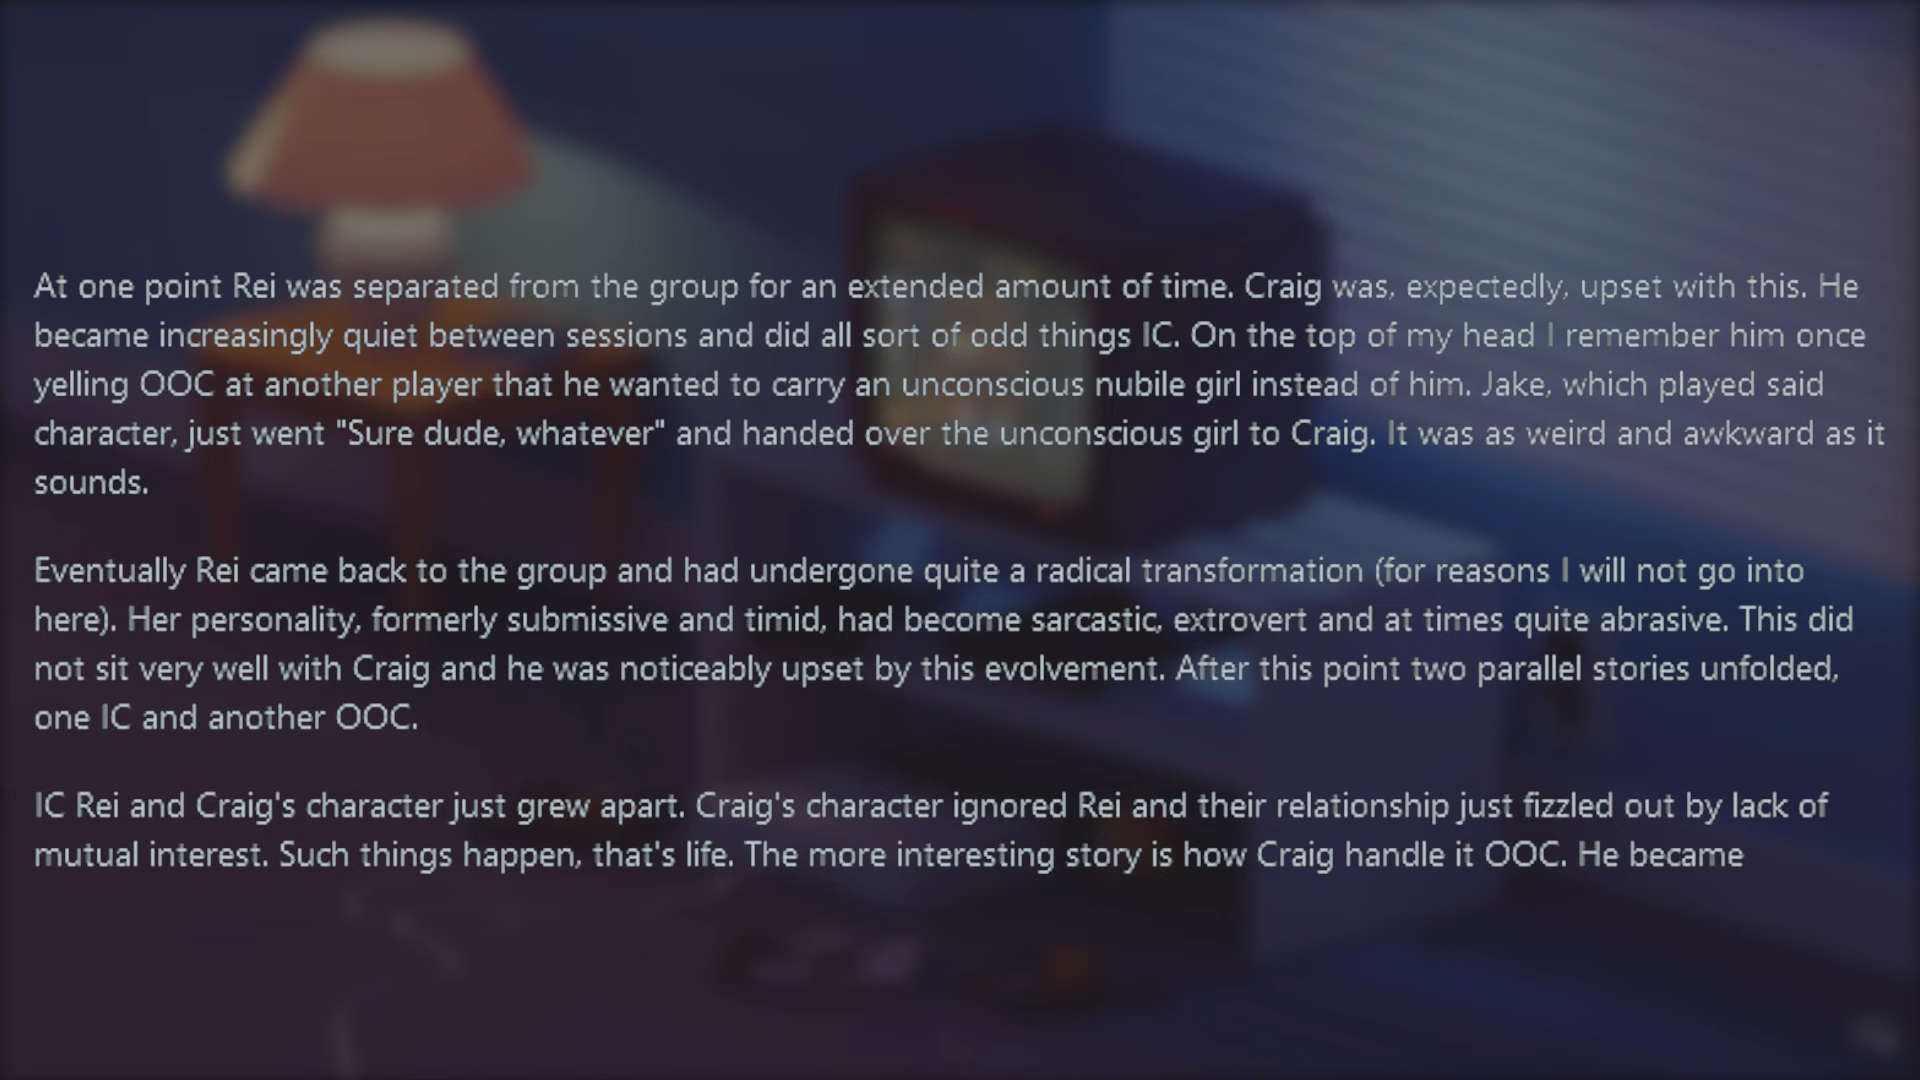 At one point Rei was separated from the group for an extended amount of time. Craig was, expectedly, upset with this. He
became increasingly quiet between sessions and did all sort of odd things IC. On the top of my head I remember him once
yelling OOC at another player that he wanted to carry an unconscious nubile girl instead of him. Jake, which played said
character, just went "Sure dude, whatever" and handed over the unconscious girl to Craig. It was as weird and awkward as it
sounds.
Eventually Rei came back to the group and had undergone quite a radical transformation (for reasons I will not go into
here). Her personality, formerly submissive and timid, had become sarcastic, extrovert and at times quite abrasive. This did
not sit very well with Craig and he was noticeably upset by this evolvement. After this point two parallel stories unfolded,
one IC and another OOC.
IC Rei and Craig's character just grew apart. Craig's character ignored Rei and their relationship just fizzled out by lack of
mutual interest. Such things happen, that's life. The more interesting story is how Craig handle it OOC. He became